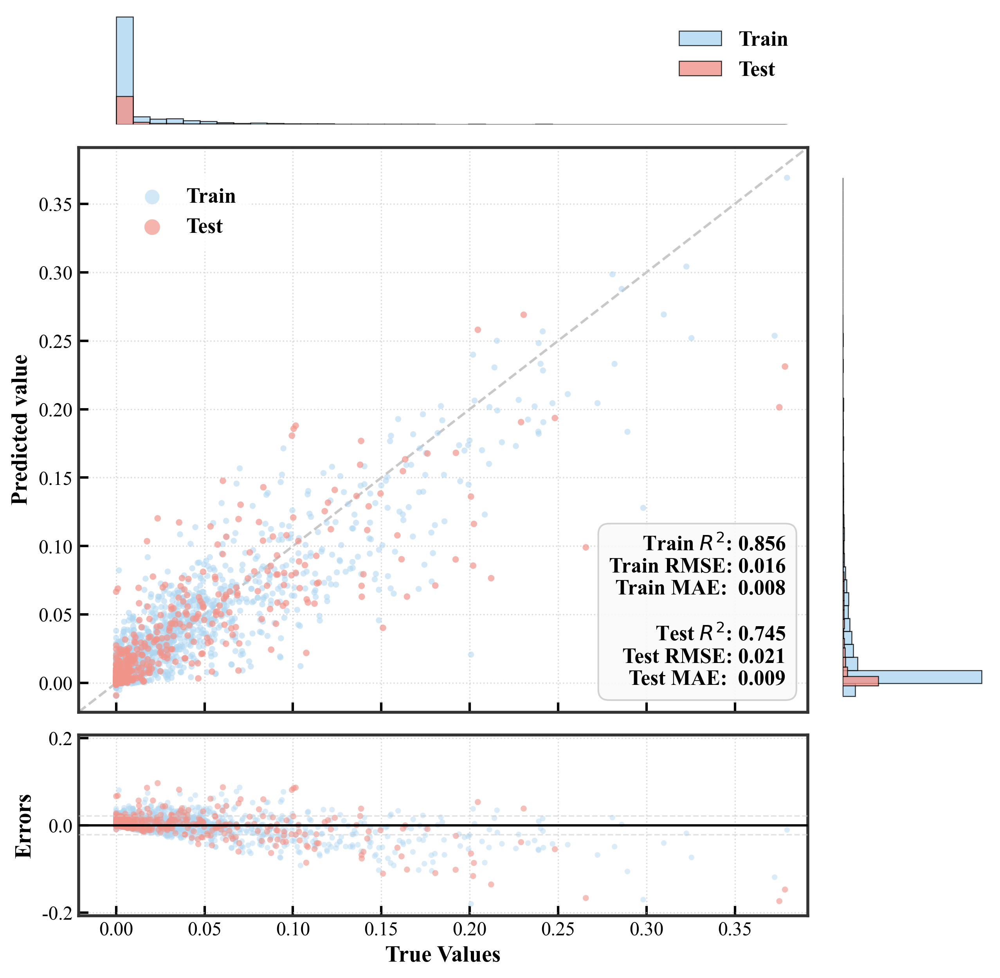 Train
Test
Train
Test
0.35
0.30
0.25
0.20
0.15
0.10
0.05
0.00
Predicted value
Train R²: 0.856
Train RMSE: 0.016
Train MAE: 0.008
Test R²: 0.745
Test RMSE: 0.021
Test MAE: 0.009
0.2
0.0
-0.2
Errors
0.00 0.05 0.10 0.15 0.20 0.25 0.30 0.35
True Values